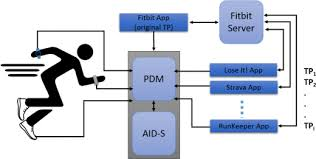 Fitbit App
(original TP)
Fitbit
Server
PDM
AID-S
Lose It! App
Strava App
RunKeeper App
TP1
TP2
.
.
.
TPi